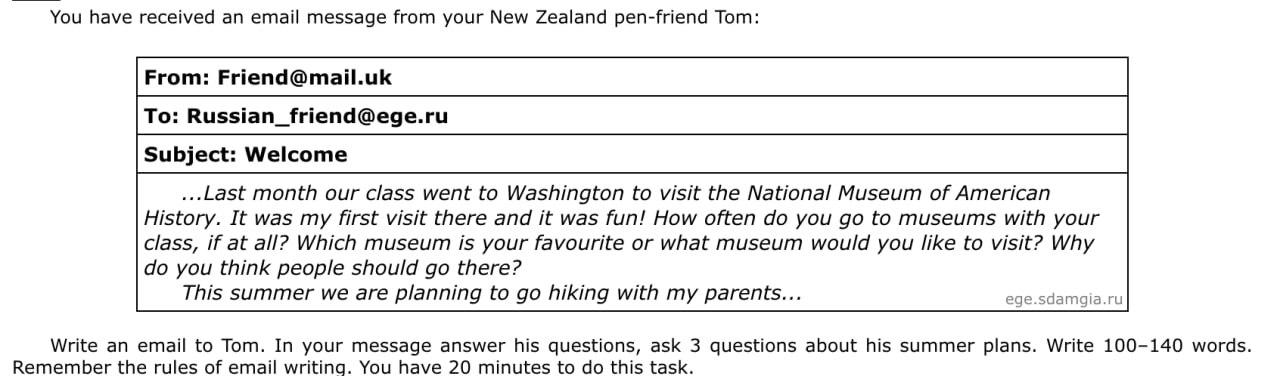 You have received an email message from your New Zealand pen-friend Tom:
From: Friend@mail.uk
To: Russian_friend@ege.ru
Subject: Welcome
...Last month our class went to Washington to visit the National Museum of American
History. It was my first visit there and it was fun! How often do you go to museums with your
class, if at all? Which museum is your favourite or what museum would you like to visit? Why
do you think people should go there?
This summer we are planning to go hiking with my parents...
ege.sdamgia.ru
Write an email to Tom. In your message answer his questions, ask 3 questions about his summer plans. Write 100–140 words.
Remember the rules of email writing. You have 20 minutes to do this task.